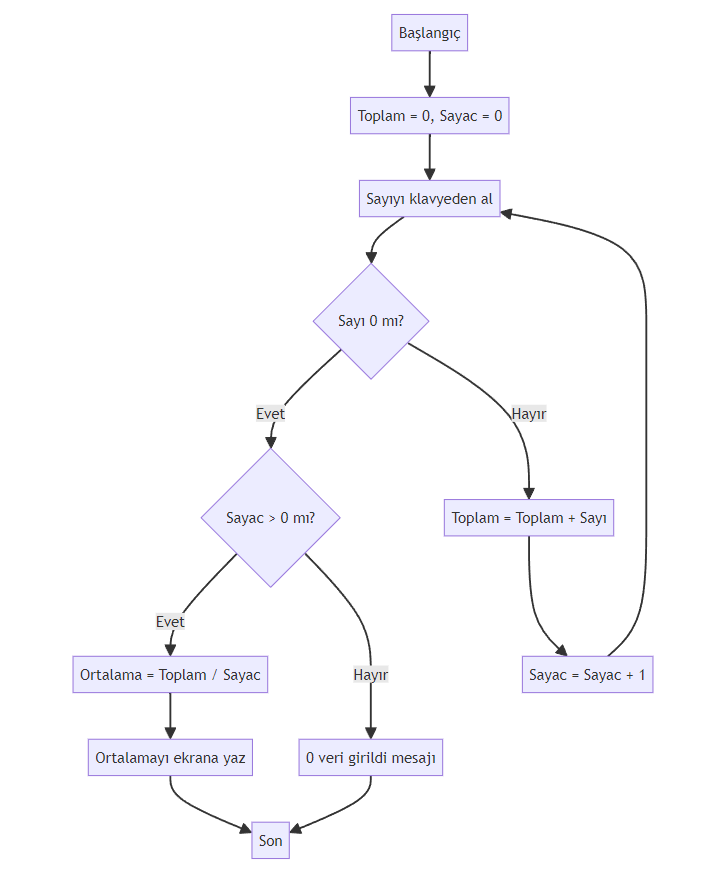 Başlangıç
Toplam = 0, Sayac = 0
Sayıyı klavyeden al
Sayı 0 mı?
Evet
Hayır
Toplam = Toplam + Sayı
Sayac > 0 mı?
Evet
Hayır
Ortalama = Toplam / Sayac
Sayac = Sayac + 1
Ortalamayı ekrana yaz
0 veri girildi mesajı
Son